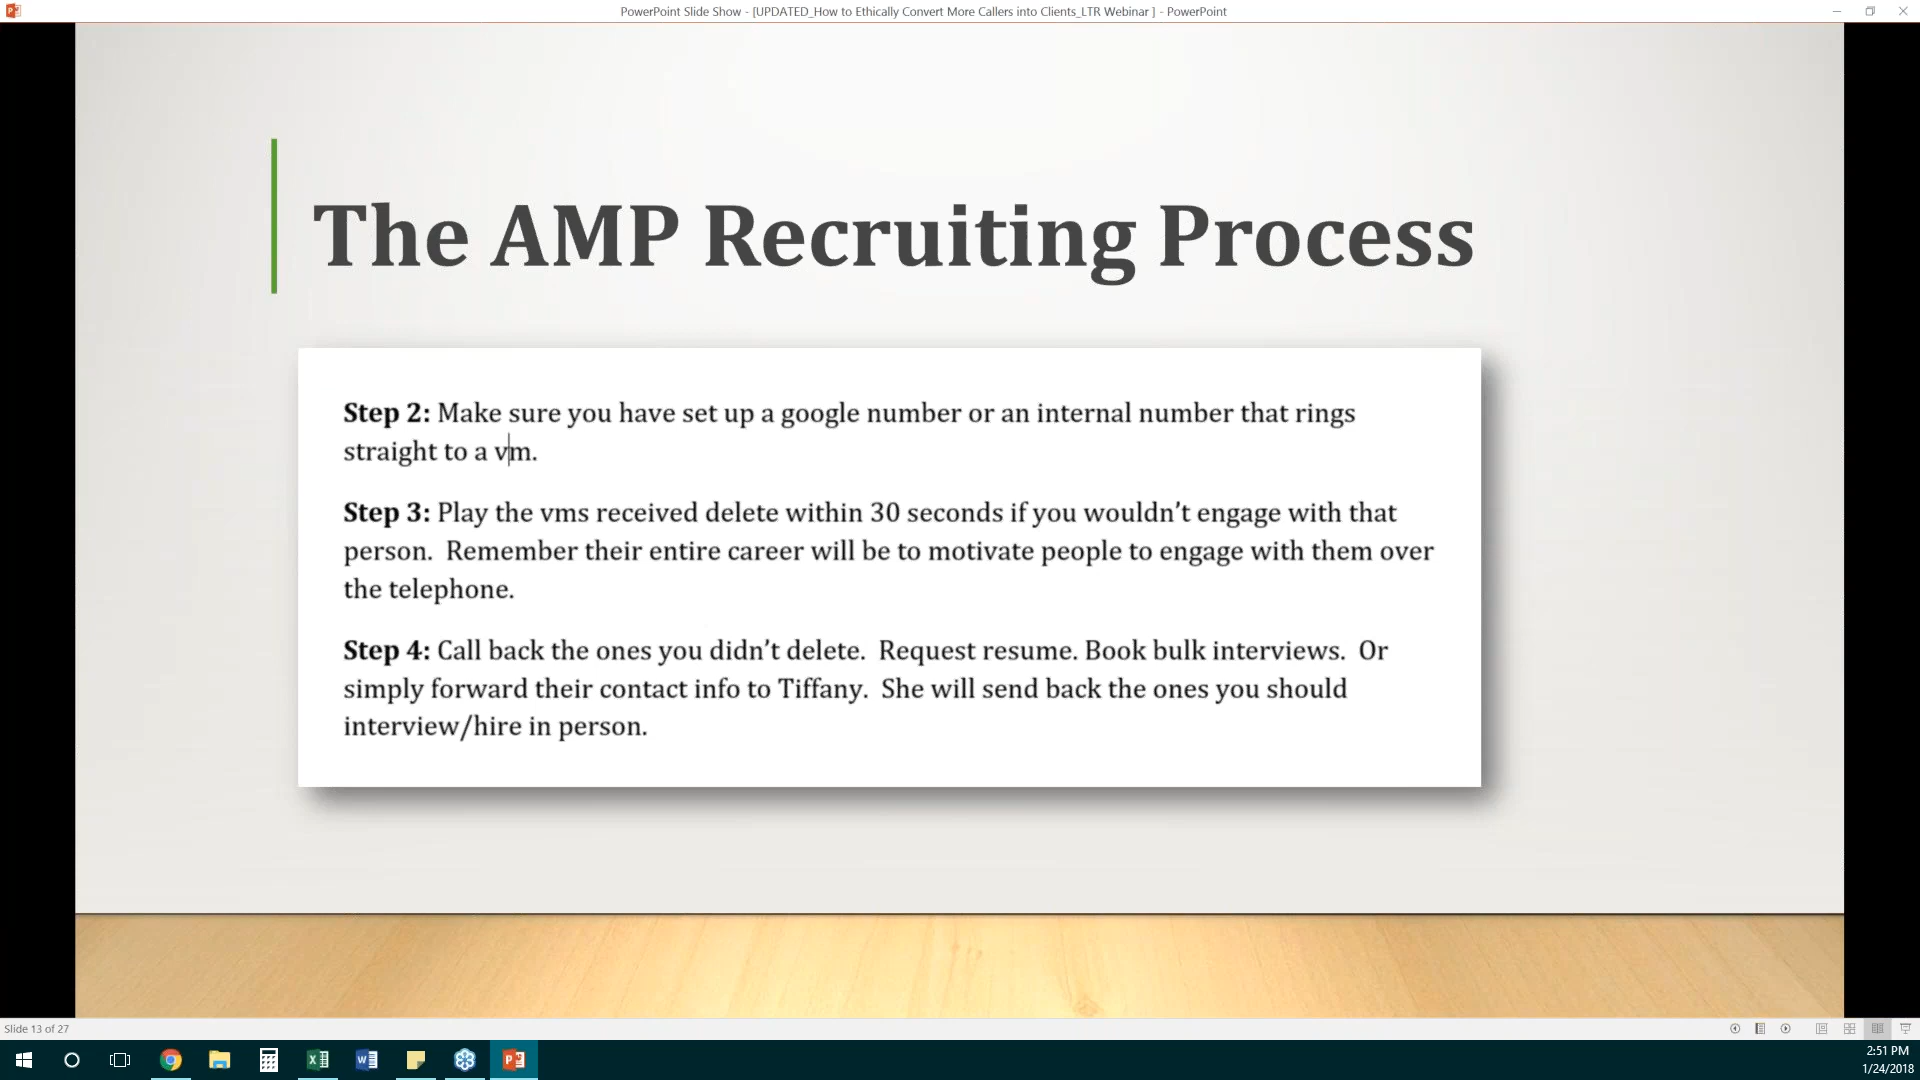 PowerPoint Slide Show - [UPDATED_How to Ethically Convert More Callers into Clients_LTR Webinar ] - PowerPoint
The AMP Recruiting Process
Step 2: Make sure you have set up a google number or an internal number that rings
straight to a vm.
Step 3: Play the vms received delete within 30 seconds if you wouldn’t engage with that
person.  Remember their entire career will be to motivate people to engage with them over
the telephone.
Step 4: Call back the ones you didn’t delete.  Request resume. Book bulk interviews.  Or
simply forward their contact info to Tiffany.  She will send back the ones you should
interview/hire in person.
Slide 13 of 27
2:51 PM
1/24/2018